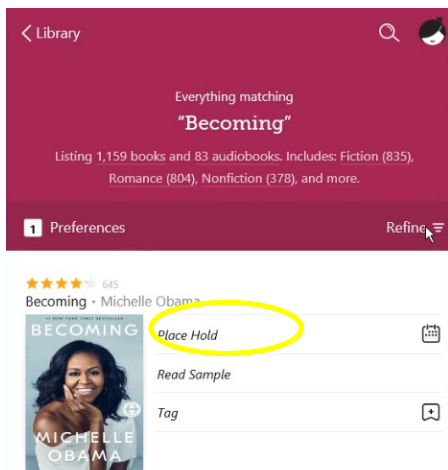 Library
Everything matching
"Becoming"
Listing 1,159 books and 83 audiobooks. Includes: Fiction (835),
Romance (804), Nonfiction (378), and more.
1 Preferences
Refine
645
Becoming • Michelle Obama
BECOMING
MICHELLE
OBAMA
Place Hold
Read Sample
Tag